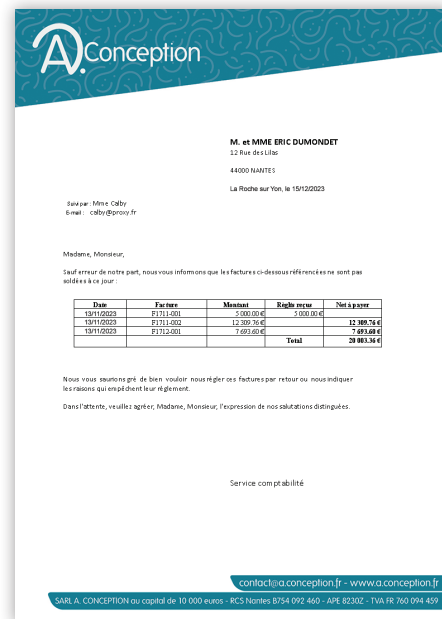 A. Conception
M. et MME ERIC DUMONDET
12 Rue des Lilas
44000 NANTES
La Roche sur Yon, le 15/12/2023
Suivi par : Mme Calby
E-mail : calby@proxy.fr
Madame, Monsieur,
Sauf erreur de notre part, nous vous informons que les factures ci-dessous référencées ne sont pas
soldées à ce jour :
Date Facture Montant Règlts reçus Net à payer
13/11/2023 F1711-001 5 000.00 € 5 000.00 €
13/11/2023 F1711-002 12 309.76 € 12 309.76 €
13/11/2023 F1712-001 7 693.60 € 7 693.60 €
Total 20 003.36 €
Nous vous saurions gré de bien vouloir nous régler ces factures par retour ou nous indiquer
les raisons qui empêchent leur règlement.
Dans l'attente, veuillez agréer, Madame, Monsieur, l'expression de nos salutations distinguées.
Service comptabilité
contact@a.conception.fr - www.a.conception.fr
SARL A. CONCEPTION au capital de 10 000 euros - RCS Nantes B754 092 460 - APE 8230Z - TVA FR 760 094 459